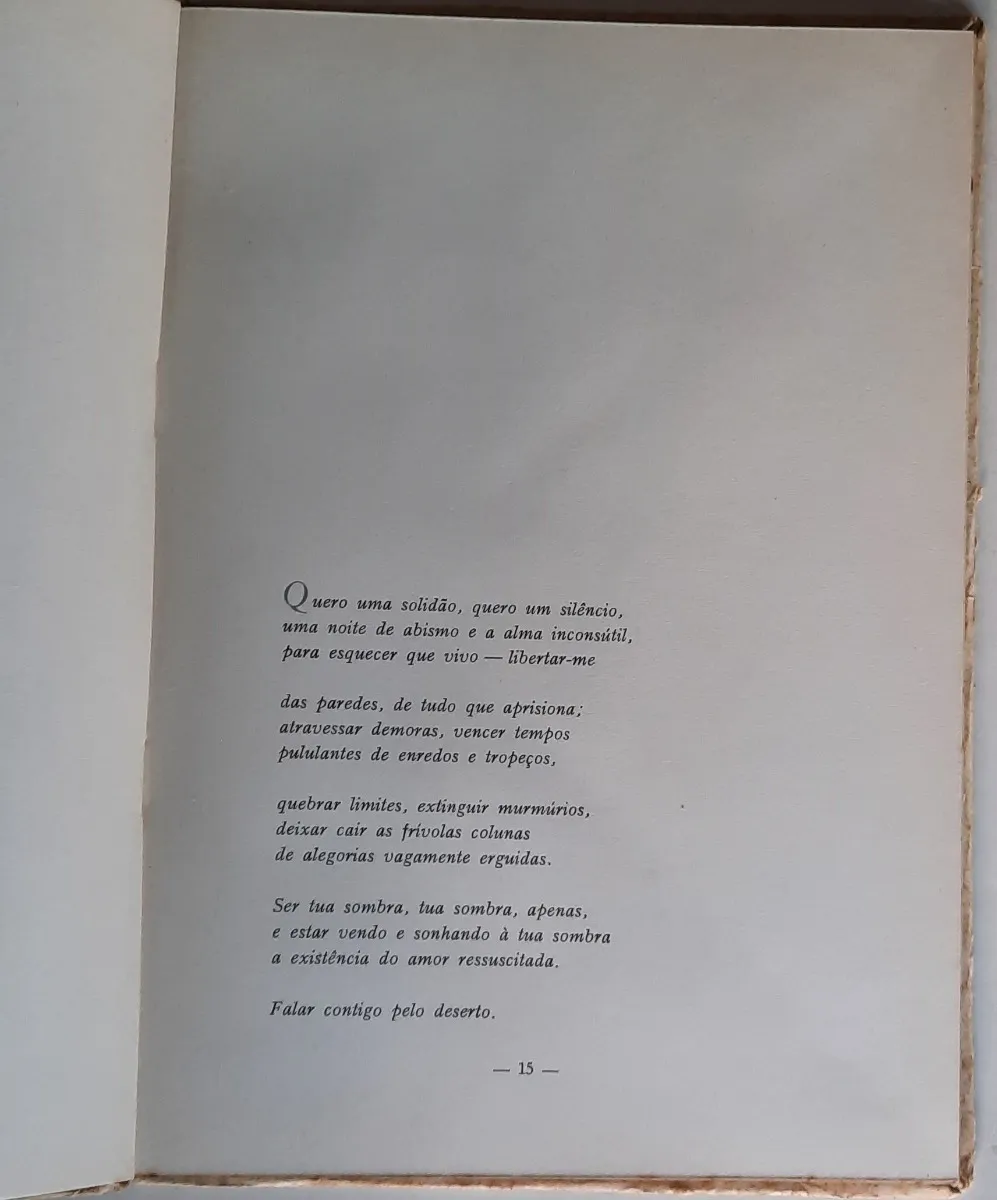 Quero uma solidão, quero um silêncio,
uma noite de abismo e a alma inconsútil,
para esquecer que vivo — libertar-me
das paredes, de tudo que aprisiona;
atravessar demoras, vencer tempos
pululantes de enredos e tropeços,
quebrar limites, extinguir murmúrios,
deixar cair as frívolas colunas
de alegorias vagamente erguidas.
Ser tua sombra, tua sombra, apenas,
e estar vendo e sonhando à tua sombra
a existência do amor ressuscitada.
Falar contigo pelo deserto.
— 15 —